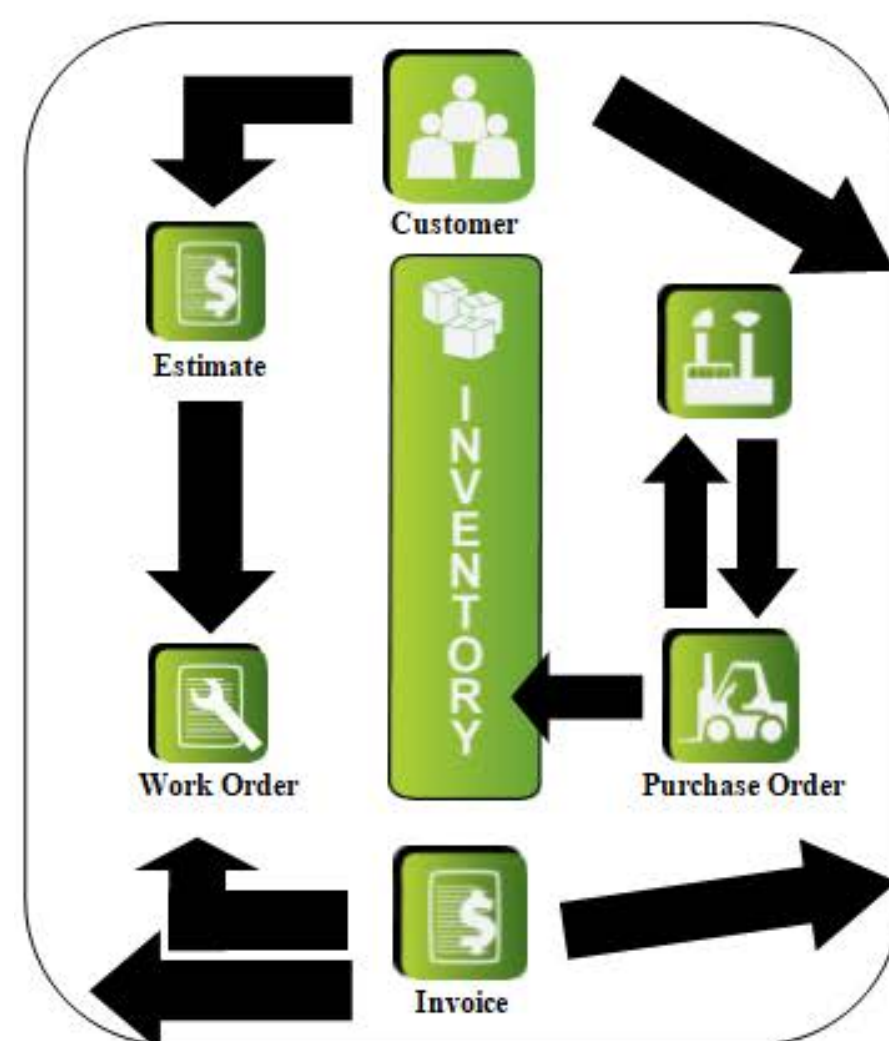 Customer
Estimate
INVENTORY
Work Order
Purchase Order
Invoice